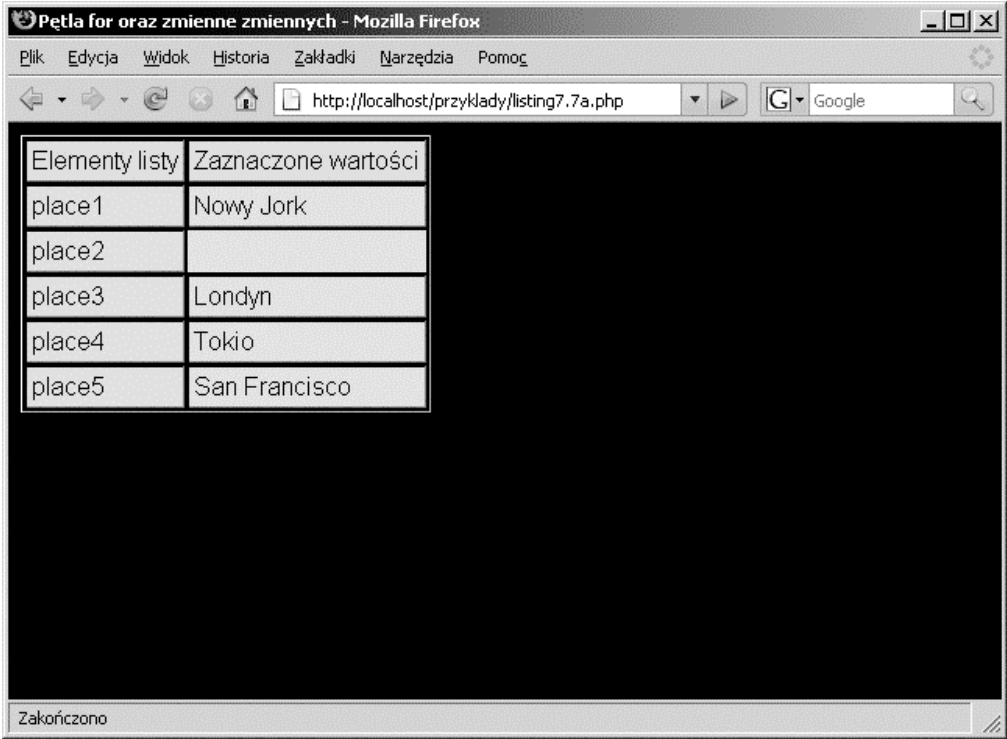 Pętla for oraz zmienne zmiennych - Mozilla Firefox
Plik Edycja Widok Historia Zakładki Narzędzia Pomoc
http://localhost/przyklady/listing7.7a.php G Google
Elementy listy Zaznaczone wartości
place1 Nowy Jork
place2
place3 Londyn
place4 Tokio
place5 San Francisco
Zakończono